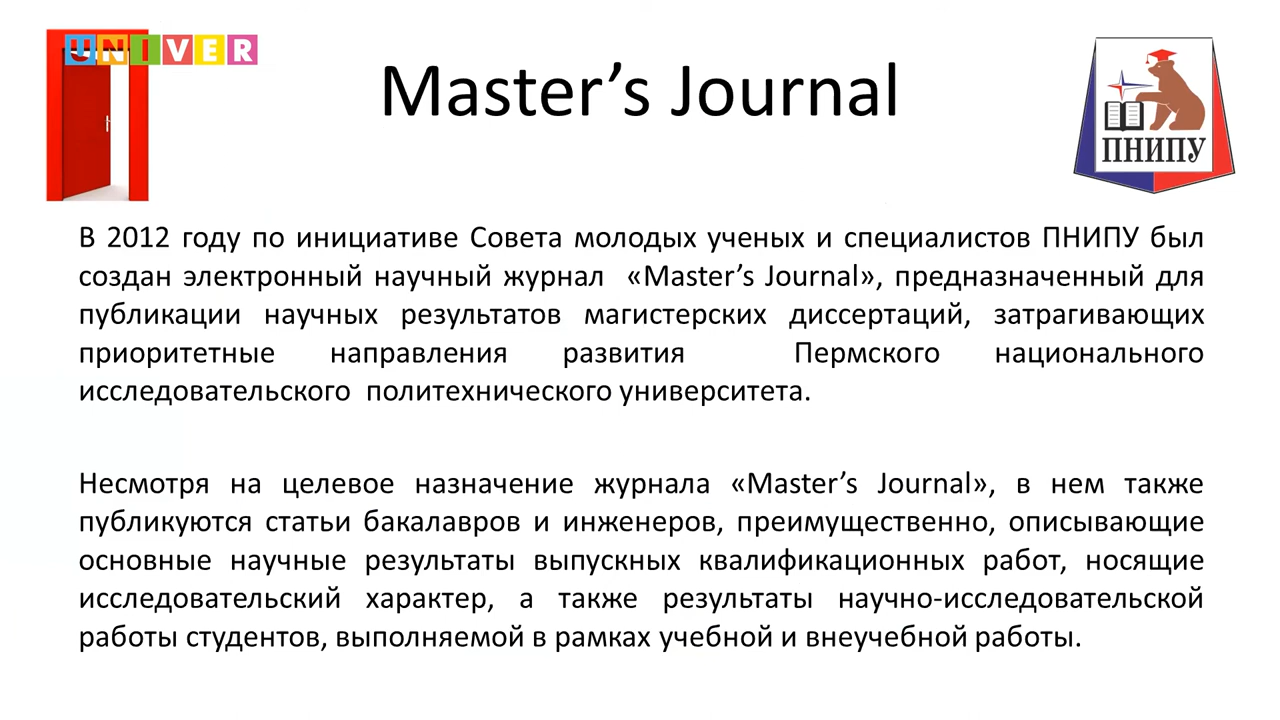 UNIVER
Master’s Journal
ПНИПУ
В 2012 году по инициативе Совета молодых ученых и специалистов ПНИПУ был
создан электронный научный журнал «Master’s Journal», предназначенный для
публикации научных результатов магистерских диссертаций, затрагивающих
приоритетные направления развития Пермского национального
исследовательского политехнического университета.
Несмотря на целевое назначение журнала «Master’s Journal», в нем также
публикуются статьи бакалавров и инженеров, преимущественно, описывающие
основные научные результаты выпускных квалификационных работ, носящие
исследовательский характер, а также результаты научно-исследовательской
работы студентов, выполняемой в рамках учебной и внеучебной работы.